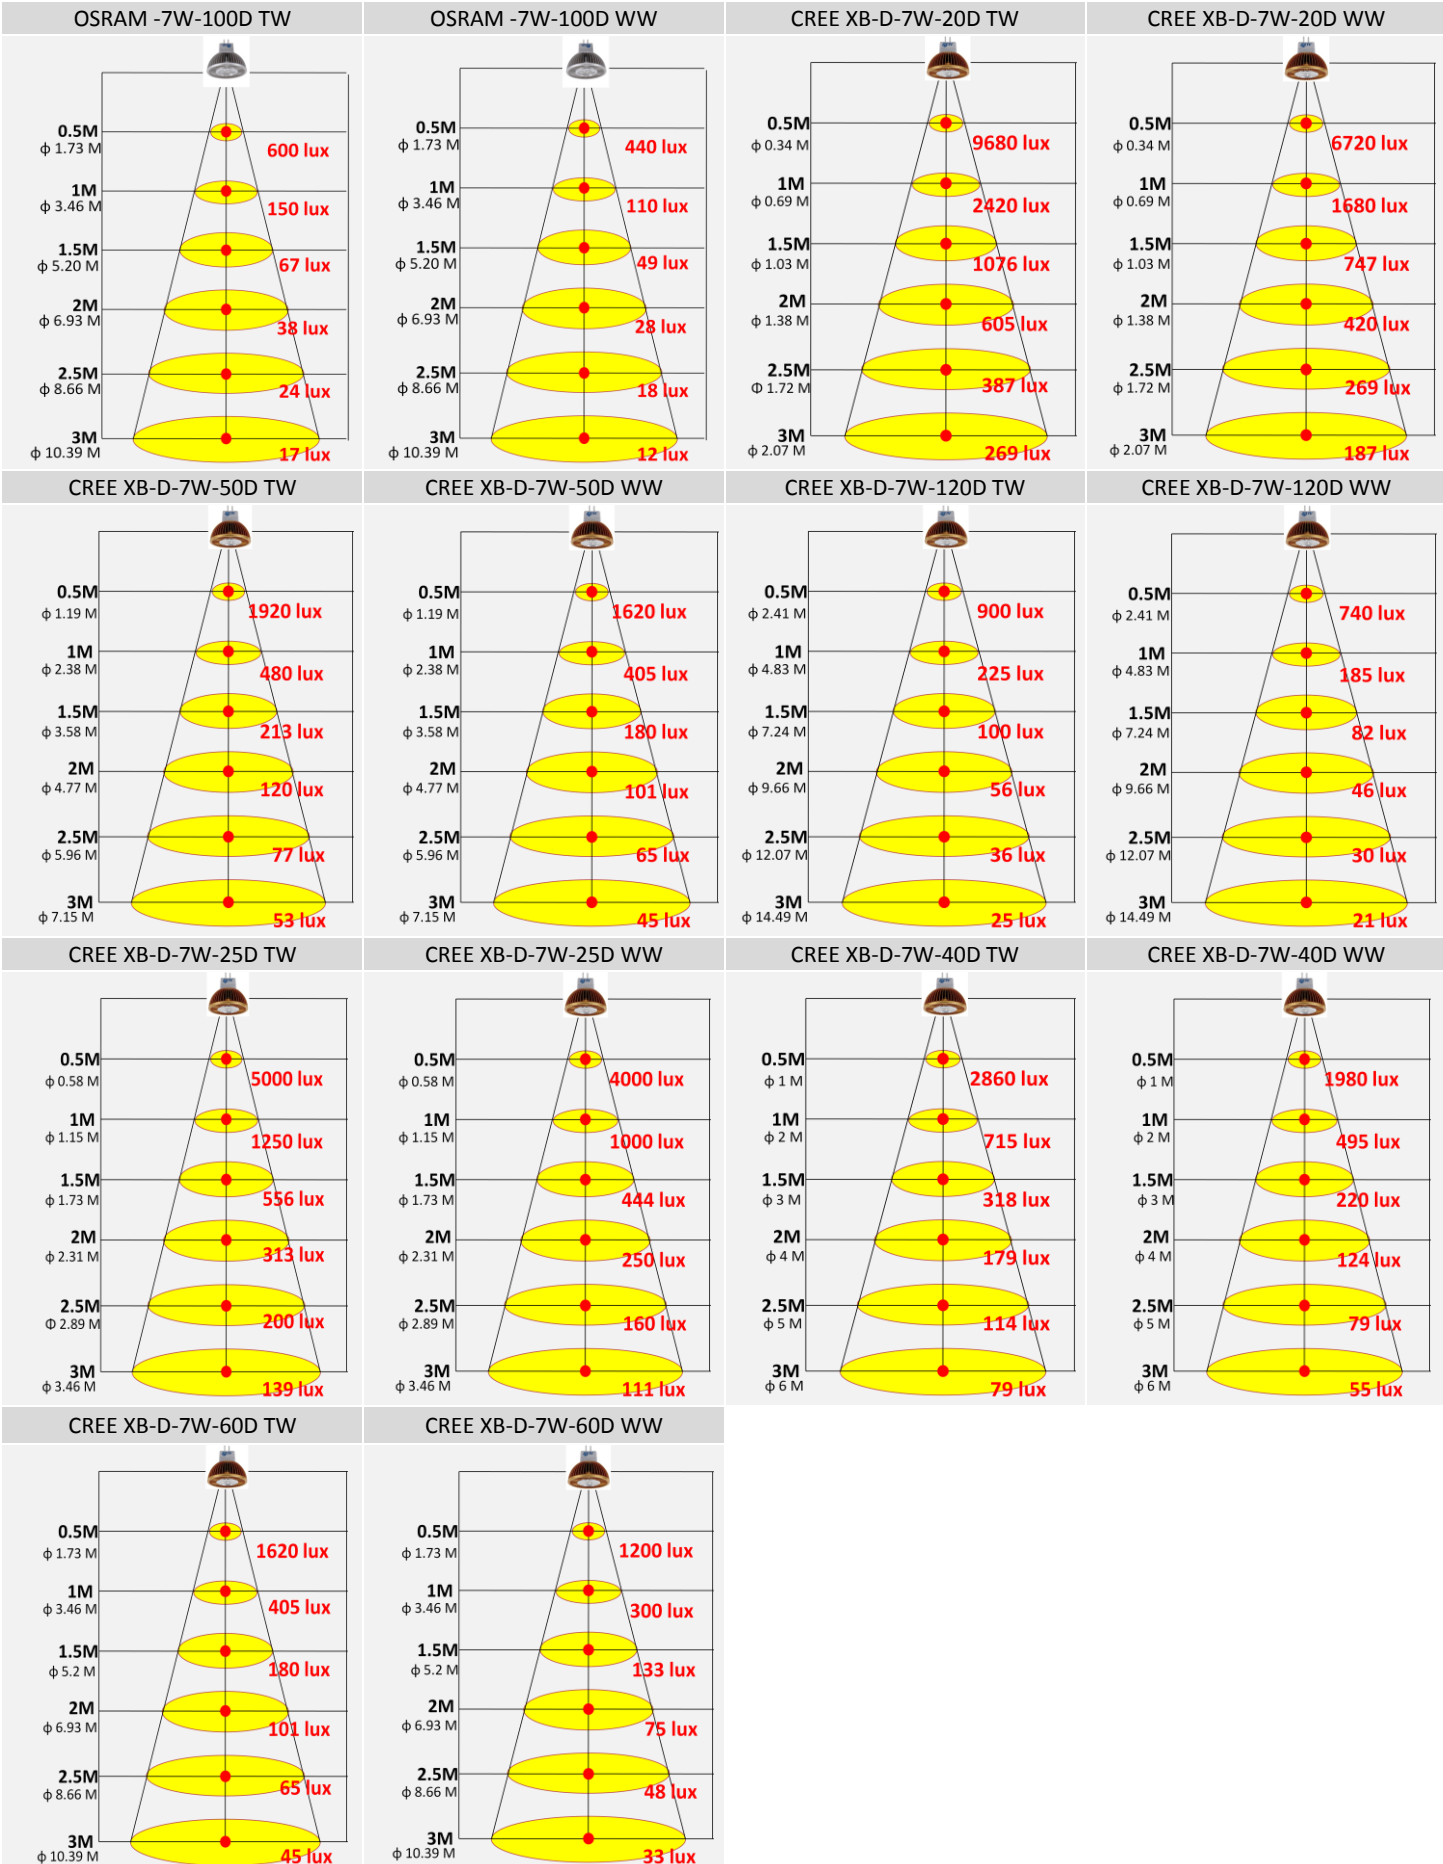 OSRAM -7W-100D TW
0.5M
ϕ 1.73 M
600 lux
1M
ϕ 3.46 M
150 lux
1.5M
ϕ 5.20 M
67 lux
2M
ϕ 6.93 M
38 lux
2.5M
ϕ 8.66 M
24 lux
3M
ϕ 10.39 M
17 lux
OSRAM -7W-100D WW
0.5M
ϕ 1.73 M
440 lux
1M
ϕ 3.46 M
110 lux
1.5M
ϕ 5.20 M
49 lux
2M
ϕ 6.93 M
28 lux
2.5M
ϕ 8.66 M
18 lux
3M
ϕ 10.39 M
12 lux
CREE XB-D-7W-20D TW
0.5M
ϕ 0.34 M
9680 lux
1M
ϕ 0.69 M
2420 lux
1.5M
ϕ 1.03 M
1076 lux
2M
ϕ 1.38 M
605 lux
2.5M
Φ 1.72 M
387 lux
3M
ϕ 2.07 M
269 lux
CREE XB-D-7W-20D WW
0.5M
ϕ 0.34 M
6720 lux
1M
ϕ 0.69 M
1680 lux
1.5M
ϕ 1.03 M
747 lux
2M
ϕ 1.38 M
420 lux
2.5M
ϕ 1.72 M
269 lux
3M
ϕ 2.07 M
187 lux
CREE XB-D-7W-50D TW
0.5M
ϕ 1.19 M
1920 lux
1M
ϕ 2.38 M
480 lux
1.5M
ϕ 3.58 M
213 lux
2M
ϕ 4.77 M
120 lux
2.5M
ϕ 5.96 M
77 lux
3M
ϕ 7.15 M
53 lux
CREE XB-D-7W-50D WW
0.5M
ϕ 1.19 M
1620 lux
1M
ϕ 2.38 M
405 lux
1.5M
ϕ 3.58 M
180 lux
2M
ϕ 4.77 M
101 lux
2.5M
ϕ 5.96 M
65 lux
3M
ϕ 7.15 M
45 lux
CREE XB-D-7W-120D TW
0.5M
ϕ 2.41 M
900 lux
1M
ϕ 4.83 M
225 lux
1.5M
ϕ 7.24 M
100 lux
2M
ϕ 9.66 M
56 lux
2.5M
ϕ 12.07 M
36 lux
3M
ϕ 14.49 M
25 lux
CREE XB-D-7W-120D WW
0.5M
ϕ 2.41 M
740 lux
1M
ϕ 4.83 M
185 lux
1.5M
ϕ 7.24 M
82 lux
2M
ϕ 9.66 M
46 lux
2.5M
ϕ 12.07 M
30 lux
3M
ϕ 14.49 M
21 lux
CREE XB-D-7W-25D TW
0.5M
ϕ 0.58 M
5000 lux
1M
ϕ 1.15 M
1250 lux
1.5M
ϕ 1.73 M
556 lux
2M
ϕ 2.31 M
313 lux
2.5M
Φ 2.89 M
200 lux
3M
ϕ 3.46 M
139 lux
CREE XB-D-7W-25D WW
0.5M
ϕ 0.58 M
4000 lux
1M
ϕ 1.15 M
1000 lux
1.5M
ϕ 1.73 M
444 lux
2M
ϕ 2.31 M
250 lux
2.5M
ϕ 2.89 M
160 lux
3M
ϕ 3.46 M
111 lux
CREE XB-D-7W-40D TW
0.5M
ϕ 1 M
2860 lux
1M
ϕ 2 M
715 lux
1.5M
ϕ 3 M
318 lux
2M
ϕ 4 M
179 lux
2.5M
ϕ 5 M
114 lux
3M
ϕ 6 M
79 lux
CREE XB-D-7W-40D WW
0.5M
ϕ 1 M
1980 lux
1M
ϕ 2 M
495 lux
1.5M
ϕ 3 M
220 lux
2M
ϕ 4 M
124 lux
2.5M
ϕ 5 M
79 lux
3M
ϕ 6 M
55 lux
CREE XB-D-7W-60D TW
0.5M
ϕ 1.73 M
1620 lux
1M
ϕ 3.46 M
405 lux
1.5M
ϕ 5.2 M
180 lux
2M
ϕ 6.93 M
101 lux
2.5M
ϕ 8.66 M
65 lux
3M
ϕ 10.39 M
45 lux
CREE XB-D-7W-60D WW
0.5M
ϕ 1.73 M
1200 lux
1M
ϕ 3.46 M
300 lux
1.5M
ϕ 5.2 M
133 lux
2M
ϕ 6.93 M
75 lux
2.5M
ϕ 8.66 M
48 lux
3M
ϕ 10.39 M
33 lux